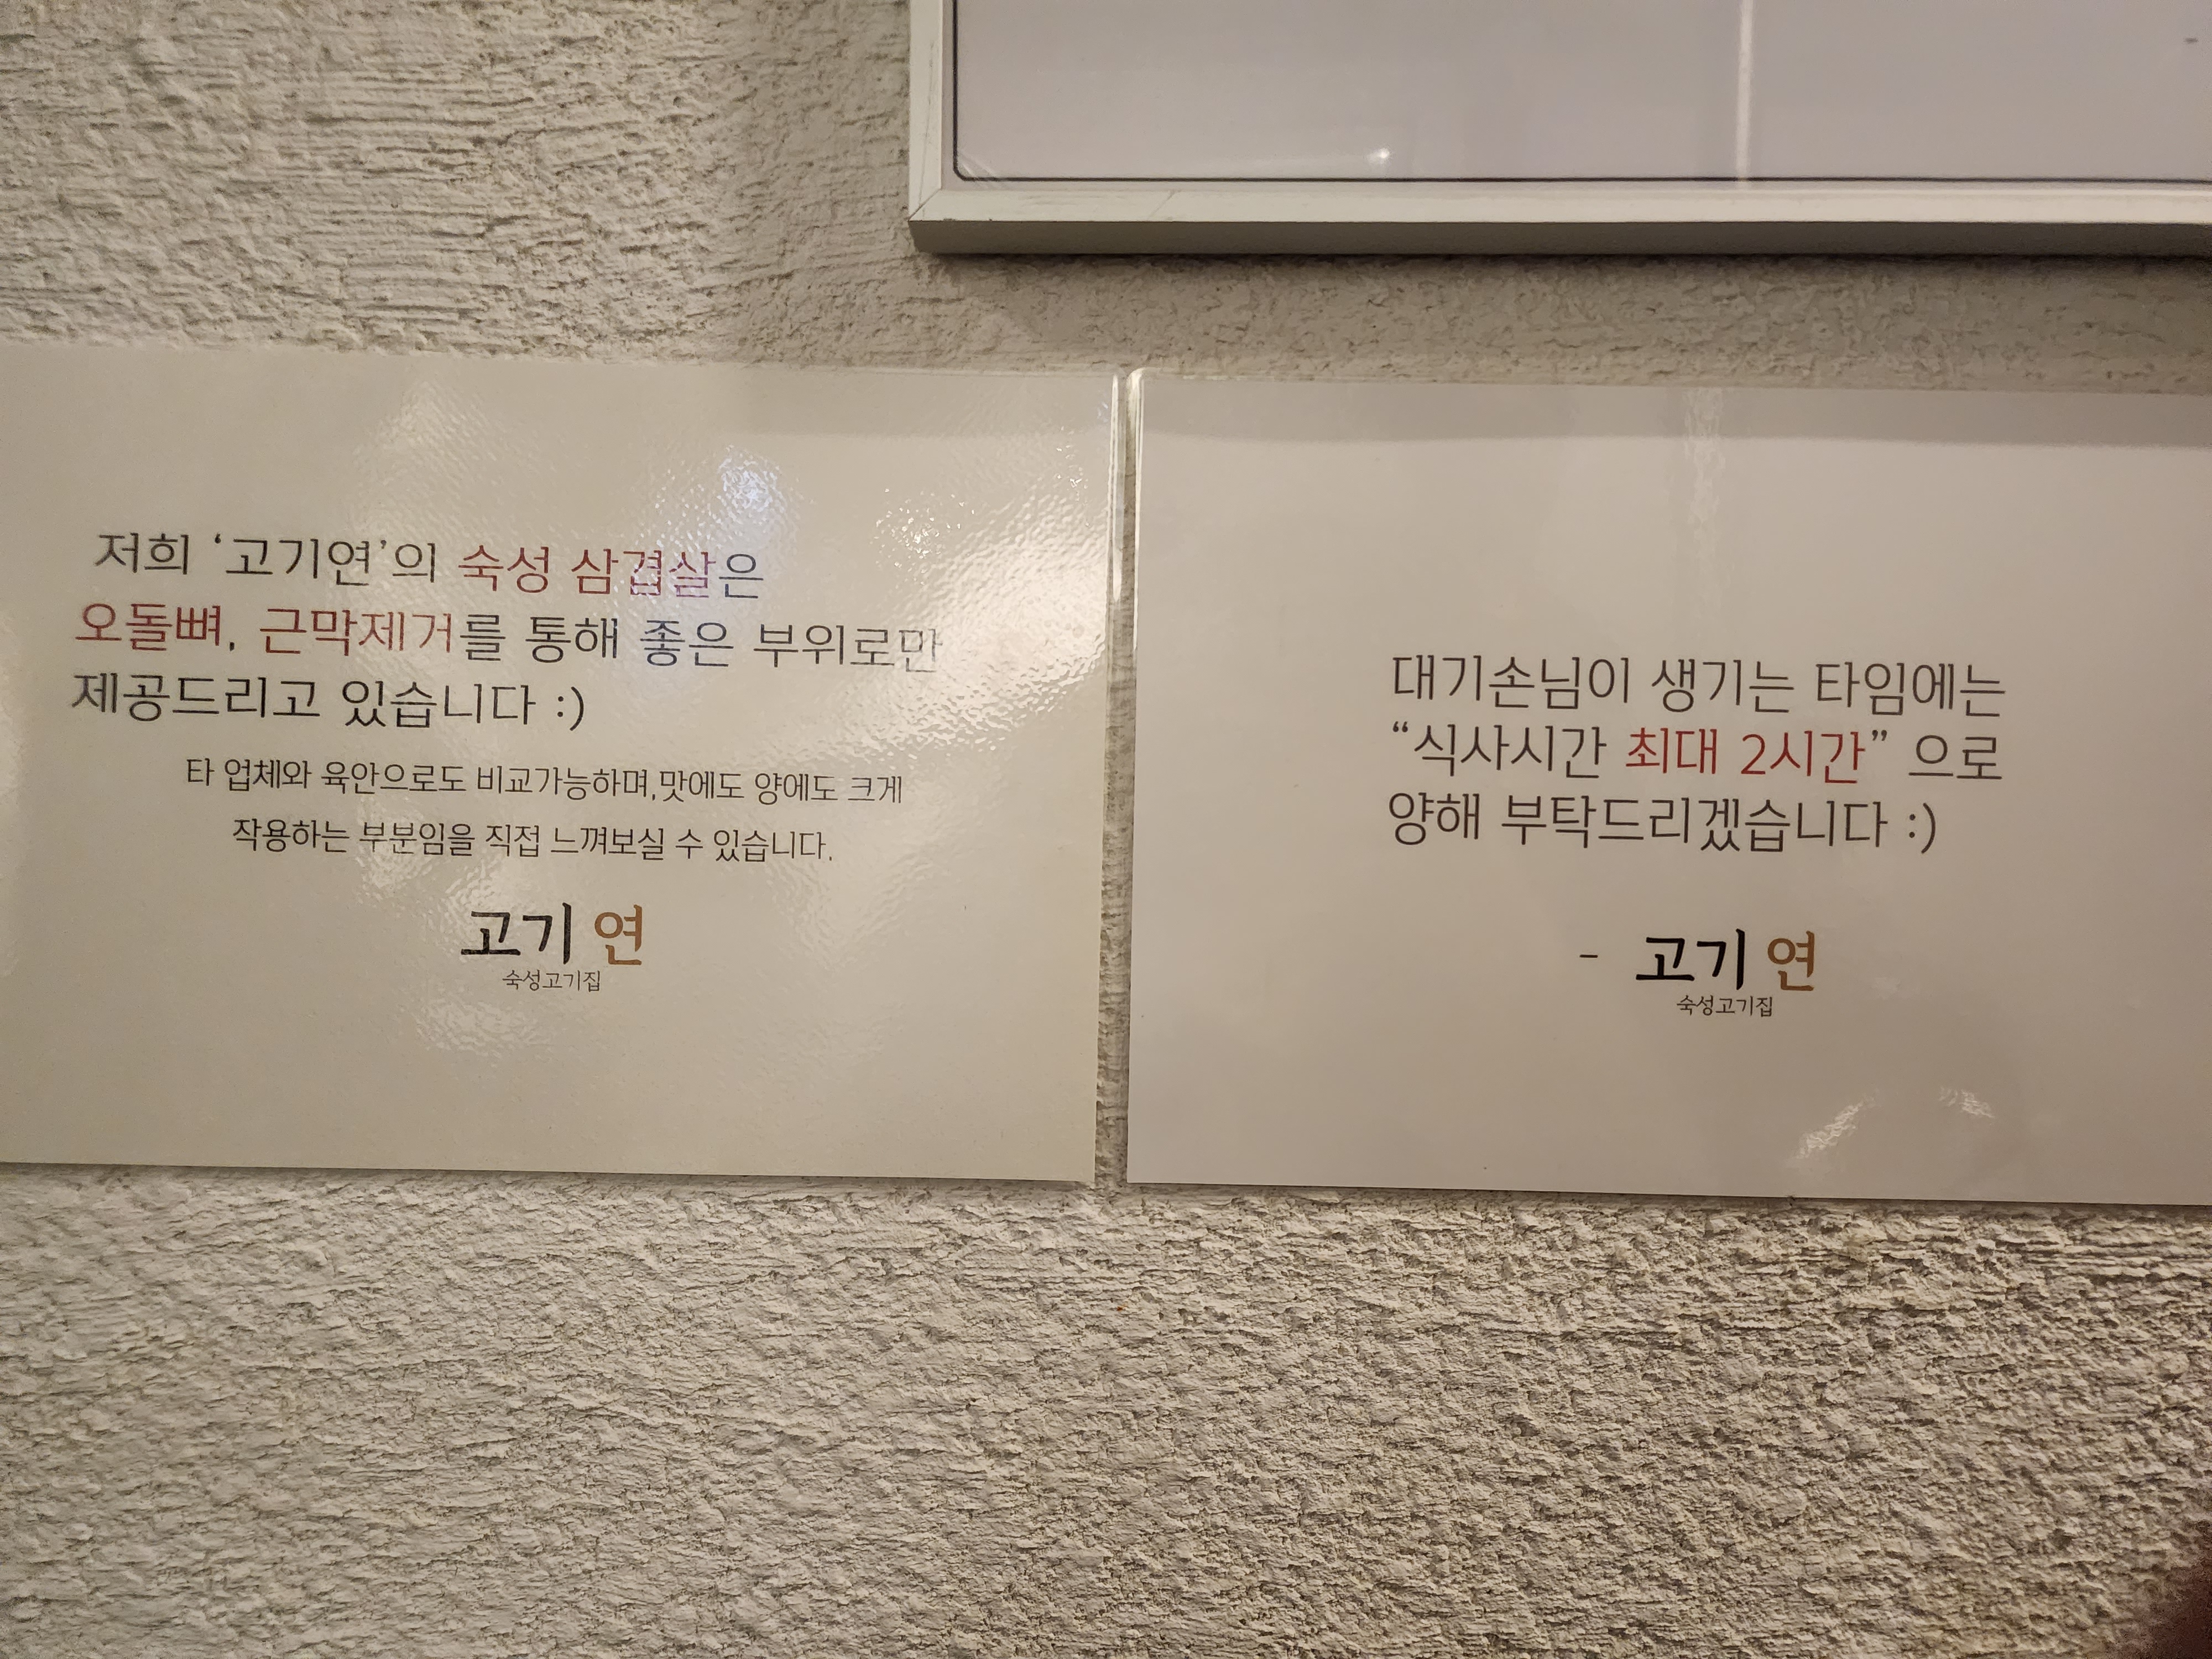 저희 ‘고기연’의 숙성 삼겹살은
오돌뼈, 근막제거를 통해 좋은 부위로만
제공드리고 있습니다 :)
타 업체와 육안으로도 비교가능하며,맛에도 양에도 크게
작용하는 부분임을 직접 느껴보실 수 있습니다.
고기 연
숙성고기집
대기손님이 생기는 타임에는
“식사시간 최대 2시간” 으로
양해 부탁드리겠습니다 :)
- 고기 연
숙성고기집